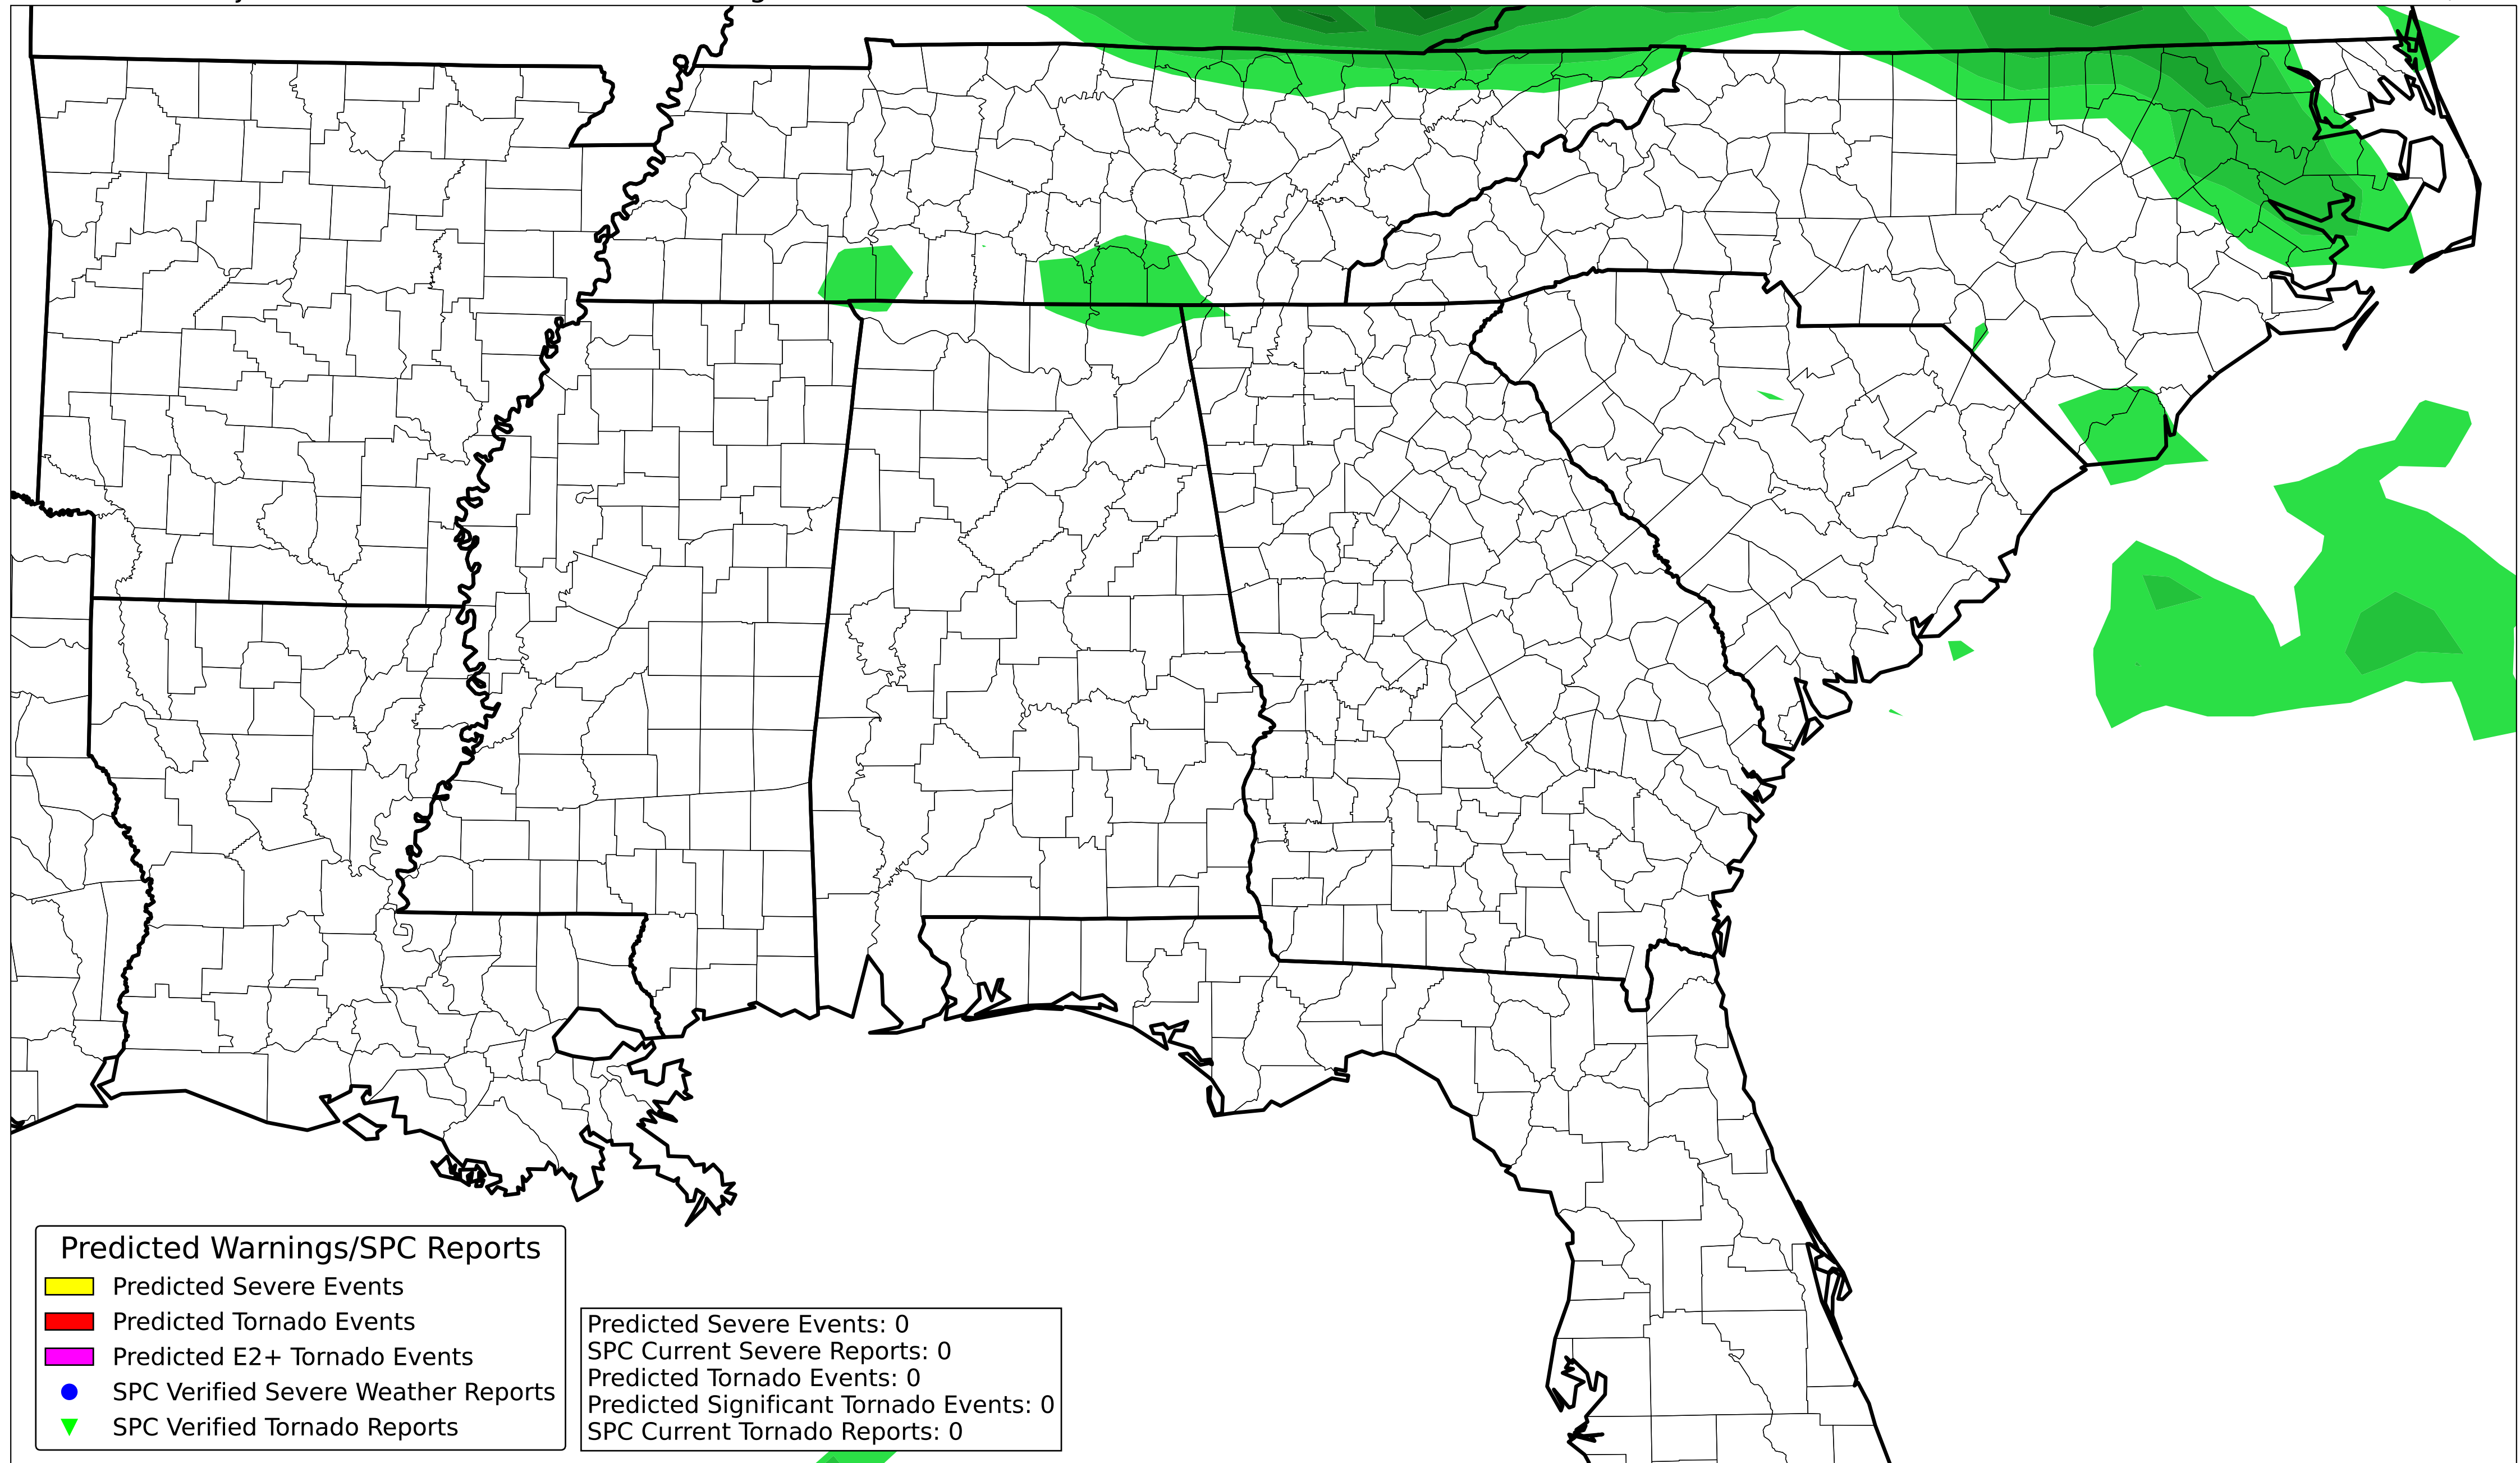 Predicted Warnings/SPC Reports
Predicted Severe Events
Predicted Tornado Events
Predicted E2+ Tornado Events
SPC Verified Severe Weather Reports
SPC Verified Tornado Reports
Predicted Severe Events: 0
SPC Current Severe Reports: 0
Predicted Tornado Events: 0
Predicted Significant Tornado Events: 0
SPC Current Tornado Reports: 0